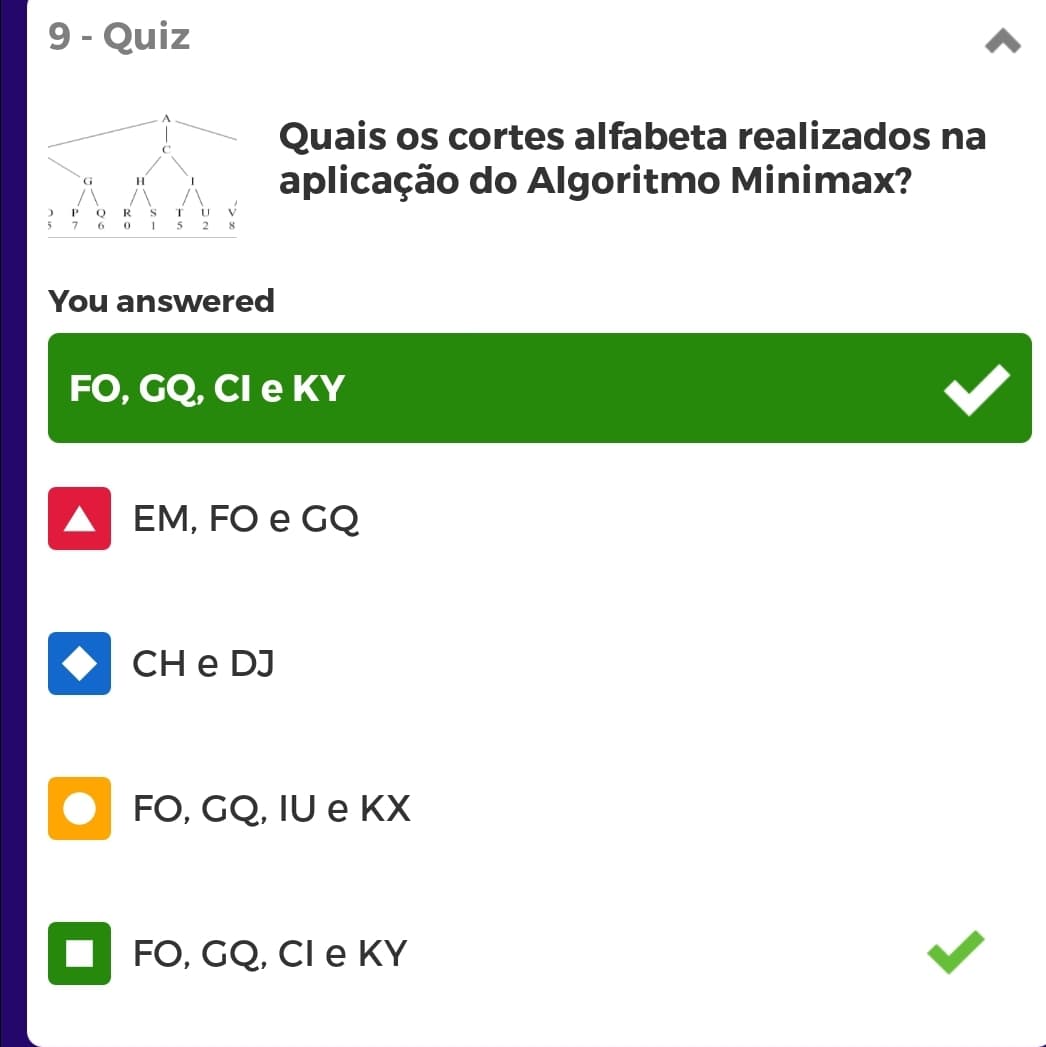 9 - Quiz
A
C
G H I
P Q R S T U V
5 7 6 0 1 5 2 8
Quais os cortes alfabeta realizados na
aplicação do Algoritmo Minimax?
You answered
FO, GQ, CI e KY
EM, FO e GQ
CH e DJ
FO, GQ, IU e KX
FO, GQ, CI e KY